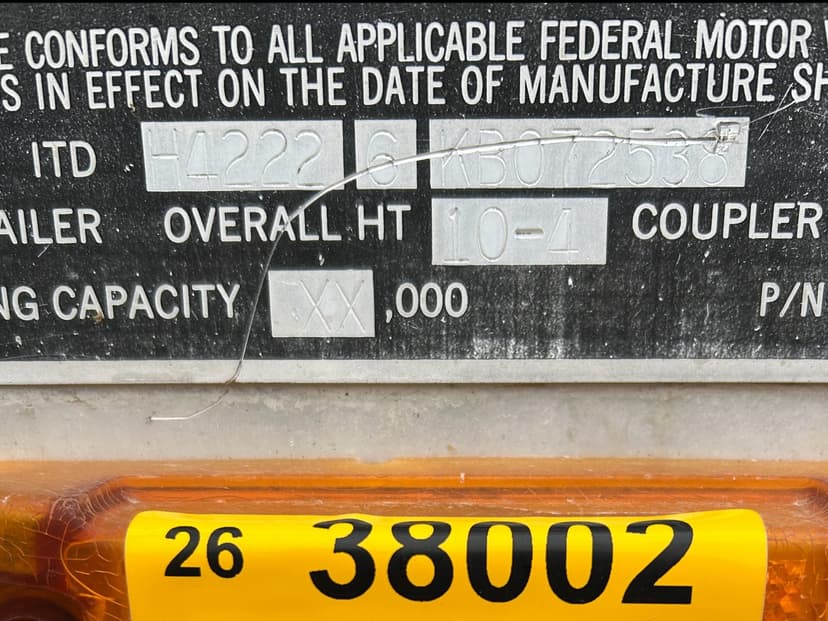 E CONFORMS TO ALL APPLICABLE FEDERAL MOTOR V
S IN EFFECT ON THE DATE OF MANUFACTURE SH
ITD H4222 6 KB072538
AILER OVERALL HT 10-4 COUPLER
NG CAPACITY XX,000 P/N
26 38002